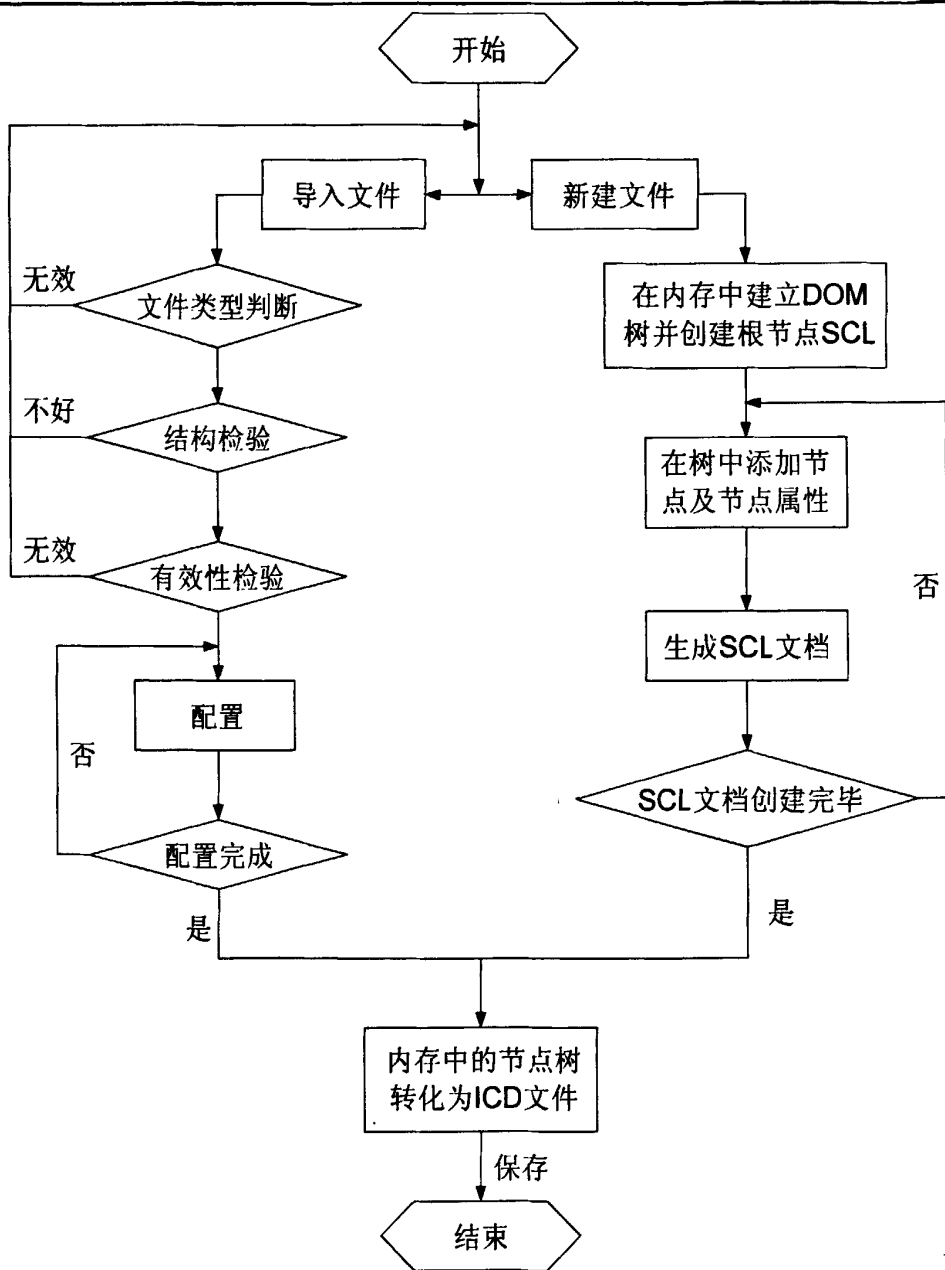 开始
导入文件
新建文件
无效
文件类型判断
在内存中建立DOM
树并创建根节点SCL
不好
结构检验
在树中添加节
点及节点属性
无效
有效性检验
否
生成SCL文档
配置
否
SCL文档创建完毕
配置完成
是
是
内存中的节点树
转化为ICD文件
保存
结束